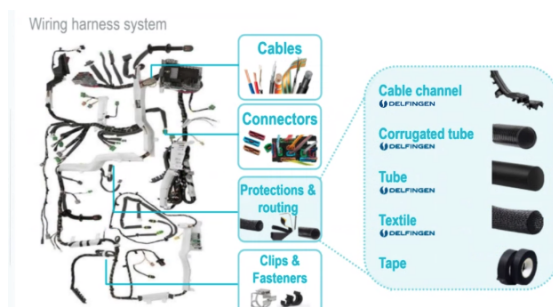 Wiring harness system
Cables
Connectors
Protections &
routing
Clips &
Fasteners
Cable channel
DELFINGEN
Corrugated tube
DELFINGEN
Tube
DELFINGEN
Textile
DELFINGEN
Tape